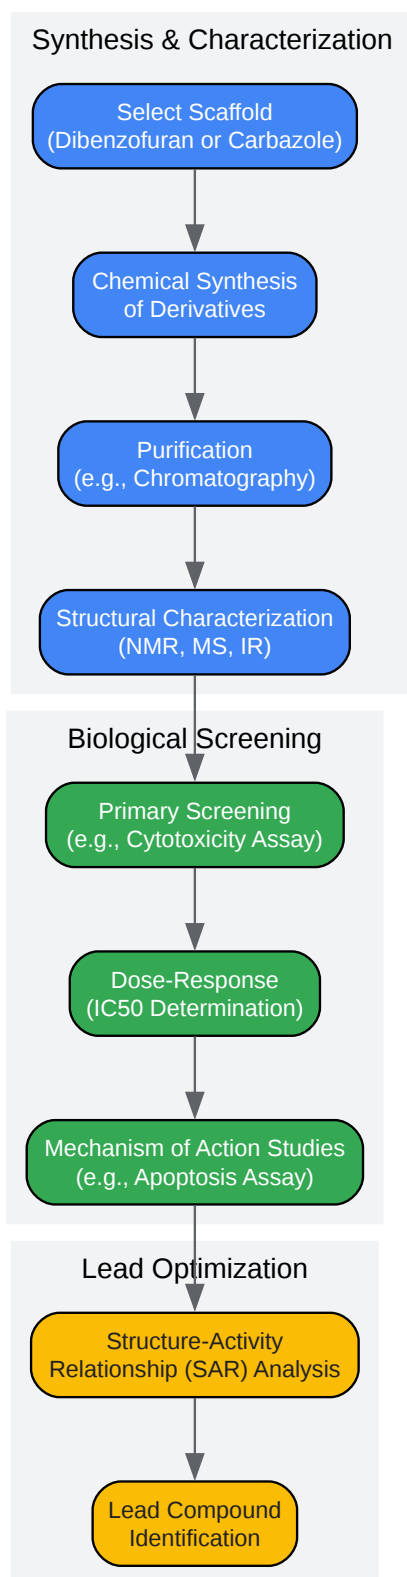 Synthesis & Characterization
Select Scaffold
(Dibenzofuran or Carbazole)
Chemical Synthesis
of Derivatives
Purification
(e.g., Chromatography)
Structural Characterization
(NMR, MS, IR)
Biological Screening
Primary Screening
(e.g., Cytotoxicity Assay)
Dose-Response
(IC50 Determination)
Mechanism of Action Studies
(e.g., Apoptosis Assay)
Lead Optimization
Structure-Activity
Relationship (SAR) Analysis
Lead Compound
Identification